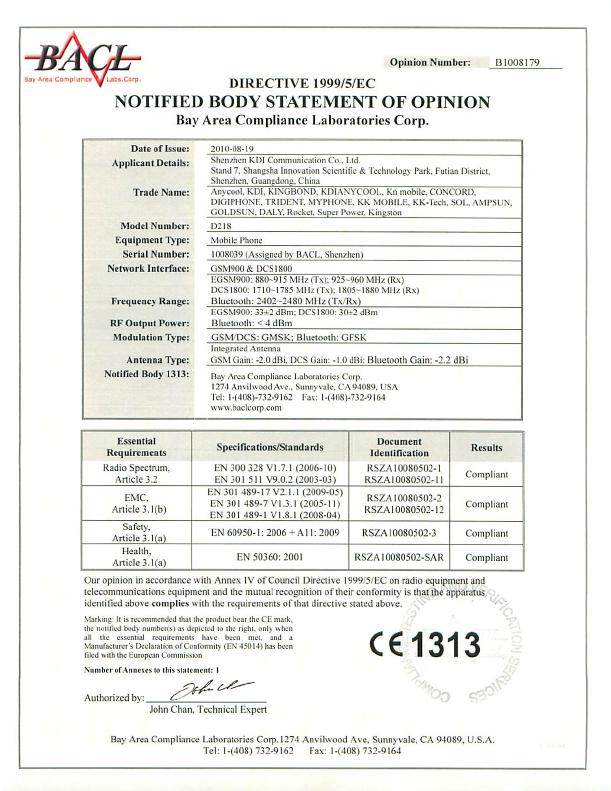 BACL
Bay Area Compliance Labs.Corp.
Opinion Number: B1008179
DIRECTIVE 1999/5/EC
NOTIFIED BODY STATEMENT OF OPINION
Bay Area Compliance Laboratories Corp.
Date of Issue: 2010-08-19
Applicant Details: Shenzhen KDI Communication Co., Ltd.
Stand 7, Shangsha Innovation Scientific & Technology Park, Futian District,
Shenzhen, Guangdong, China
Trade Name: Anycool, KDI, KINGBOND, KDIANYCOOL, Kn mobile, CONCORD,
DIGIPHONE, TRIDENT, MYPHONE, KK MOBILE, KK-Tech, SOL, AMPSUN,
GOLDSUN, DALY, Rocket, Super Power, Kingston
Model Number: D218
Equipment Type: Mobile Phone
Serial Number: 1008039 (Assigned by BACL, Shenzhen)
Network Interface: GSM900 & DCS1800
EGSM900: 880~915 MHz (Tx); 925~960 MHz (Rx)
DCS1800: 1710~1785 MHz (Tx); 1805~1880 MHz (Rx)
Frequency Range: Bluetooth: 2402~2480 MHz (Tx/Rx)
EGSM900: 33±2 dBm; DCS1800: 30±2 dBm
RF Output Power: Bluetooth: < 4 dBm
Modulation Type: GSM/DCS: GMSK; Bluetooth: GFSK
Integrated Antenna
Antenna Type: GSM Gain: -2.0 dBi, DCS Gain: -1.0 dBi; Bluetooth Gain: -2.2 dBi
Notified Body 1313: Bay Area Compliance Laboratories Corp.
1274 Anvilwood Ave., Sunnyvale, CA 94089, USA
Tel: 1-(408)-732-9162 Fax: 1-(408)-732-9164
www.baclcorp.com
Essential Requirements Specifications/Standards Document Identification Results
Radio Spectrum, Article 3.2 EN 300 328 V1.7.1 (2006-10) RSZA10080502-1 Compliant
EN 301 511 V9.0.2 (2003-03) RSZA10080502-11
EMC, Article 3.1(b) EN 301 489-17 V2.1.1 (2009-05) RSZA10080502-2 Compliant
EN 301 489-7 V1.3.1 (2005-11) RSZA10080502-12
EN 301 489-1 V1.8.1 (2008-04)
Safety, Article 3.1(a) EN 60950-1: 2006 + A11: 2009 RSZA10080502-3 Compliant
Health, Article 3.1(a) EN 50360: 2001 RSZA10080502-SAR Compliant
Our opinion in accordance with Annex IV of Council Directive 1999/5/EC on radio equipment and
telecommunications equipment and the mutual recognition of their conformity is that the apparatus
identified above complies with the requirements of that directive stated above.
Marking: It is recommended that the product bear the CE mark,
the notified body number(s) as depicted to the right, only when
all the essential requirements have been met, and a
Manufacturer's Declaration of Conformity (EN 45014) has been
filed with the European Commission
CE 1313
TESTING VERIFICATION
COMPLIANCE SERVICES
Number of Annexes to this statement: 1
Authorized by: John Chan
John Chan, Technical Expert
Bay Area Compliance Laboratories Corp.1274 Anvilwood Ave, Sunnyvale, CA 94089, U.S.A.
Tel: 1-(408) 732-9162 Fax: 1-(408) 732-9164